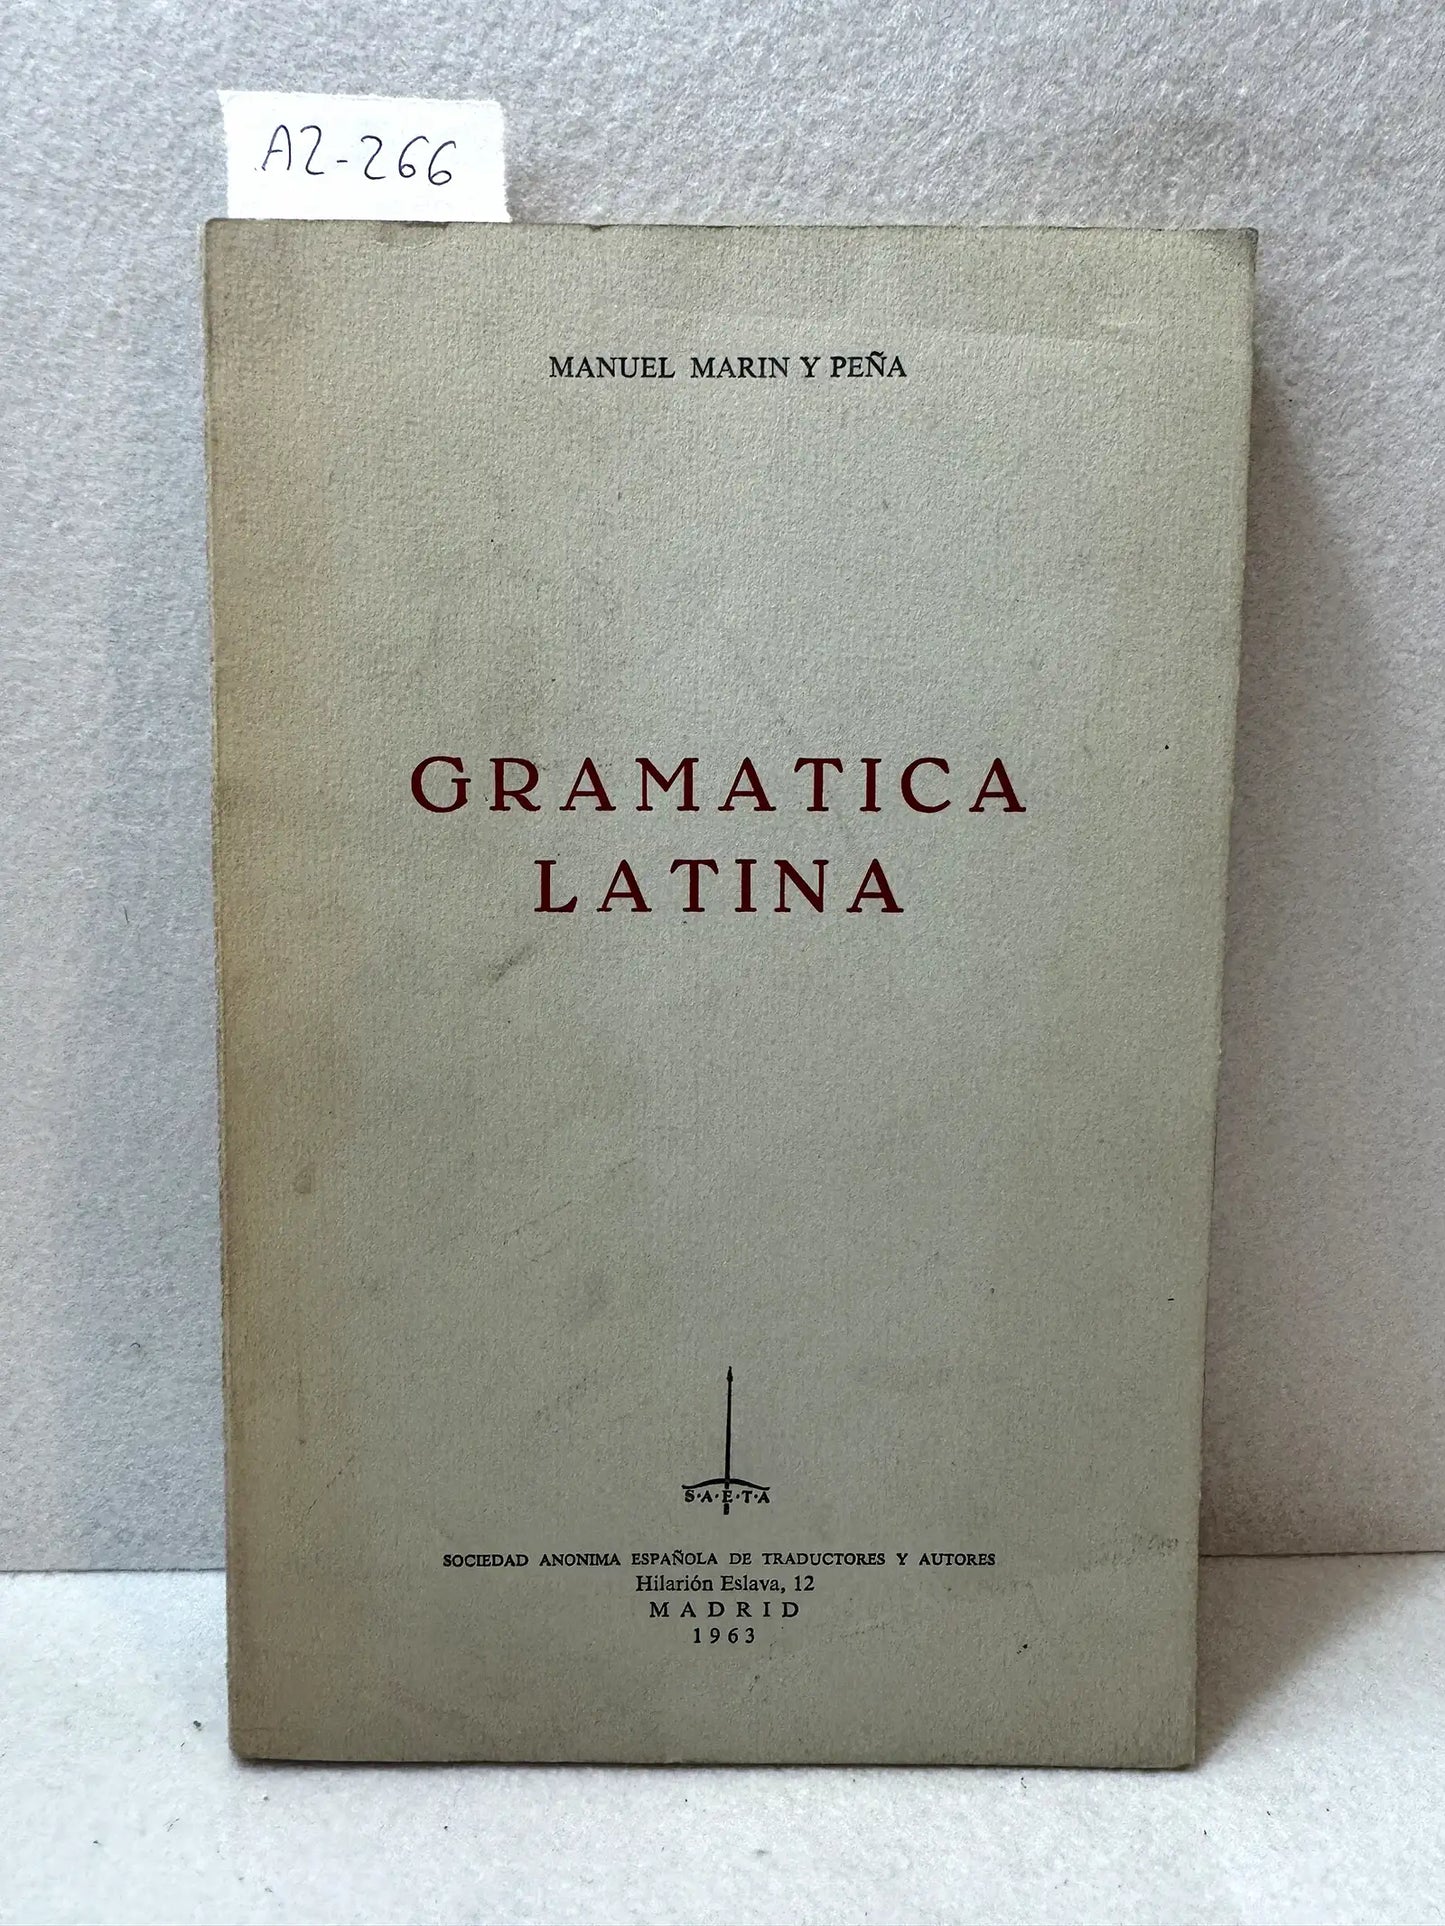 A2-266
MANUEL MARIN Y PEÑA
GRAMATICA
LATINA
S·A·E·T·A
SOCIEDAD ANONIMA ESPAÑOLA DE TRADUCTORES Y AUTORES
Hilarión Eslava, 12
MADRID
1963